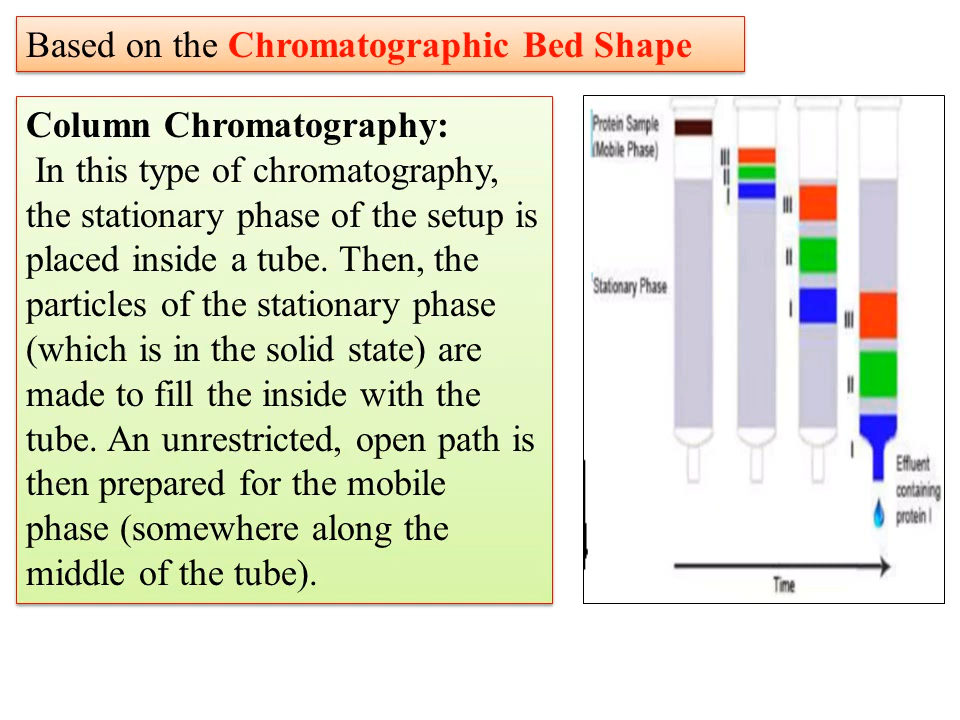 Based on the Chromatographic Bed Shape
Column Chromatography:
In this type of chromatography,
the stationary phase of the setup is
placed inside a tube. Then, the
particles of the stationary phase
(which is in the solid state) are
made to fill the inside with the
tube. An unrestricted, open path is
then prepared for the mobile
phase (somewhere along the
middle of the tube).
Protein Sample
(Mobile Phase)
III
II
I
III
II
I
Stationary Phase
III
II
I
Effluent
containing
protein I
Time